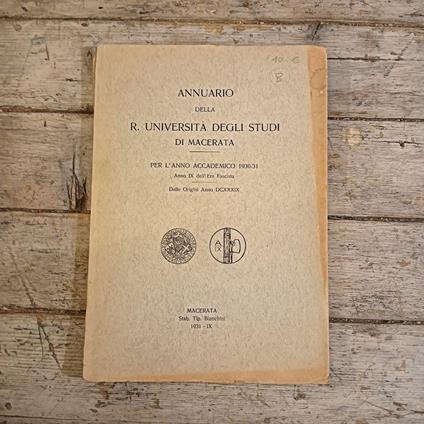 10 €
B
ANNUARIO
DELLA
R. UNIVERSITÀ DEGLI STUDI
DI MACERATA
PER L'ANNO ACCADEMICO 1930-31
Anno IX dell'Era Fascista
Dalle Origini Anno DCXXXIX
MACERATA
Stab. Tip. Bianchini
1931 - IX